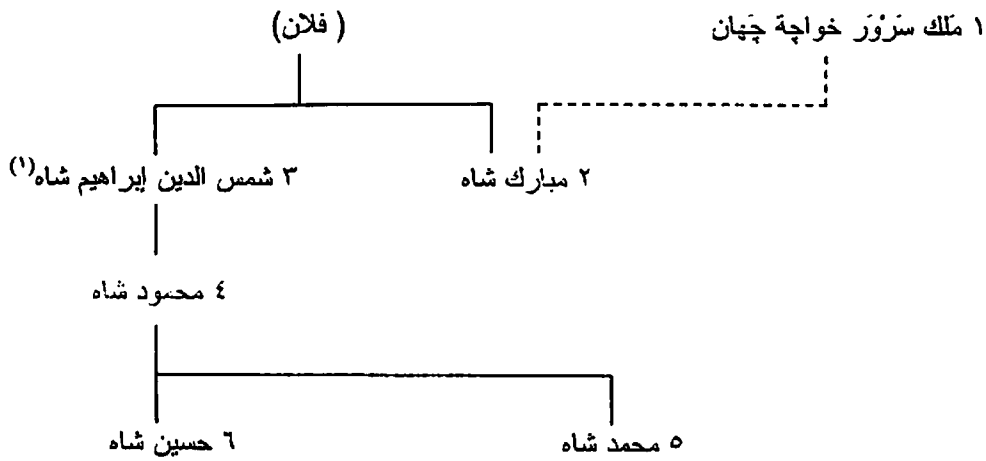 ١ مَلك سَرْوَر خواجة جَهان
( فلان)
٢ مبارك شاه
٣ شمس الدين إبراهيم شاه(١)
٤ محمود شاه
٥ محمد شاه
٦ حسين شاه